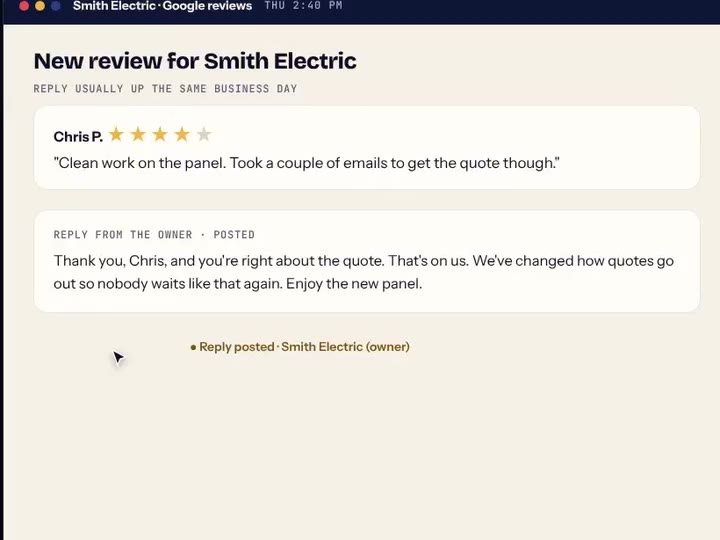 Smith Electric · Google reviews THU 2:40 PM
New review for Smith Electric
REPLY USUALLY UP THE SAME BUSINESS DAY
Chris P. ★ ★ ★ ★ ★
"Clean work on the panel. Took a couple of emails to get the quote though."
REPLY FROM THE OWNER · POSTED
Thank you, Chris, and you're right about the quote. That's on us. We've changed how quotes go
out so nobody waits like that again. Enjoy the new panel.
● Reply posted · Smith Electric (owner)